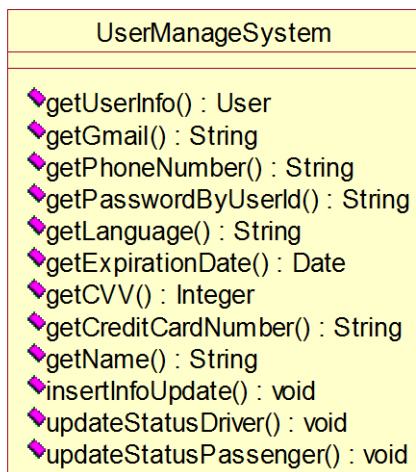 UserManageSystem
getUserInfo() : User
getGmail() : String
getPhoneNumber() : String
getPasswordByUserId() : String
getLanguage() : String
getExpirationDate() : Date
getCVV() : Integer
getCreditCardNumber() : String
getName() : String
insertInfoUpdate() : void
updateStatusDriver() : void
updateStatusPassenger() : void